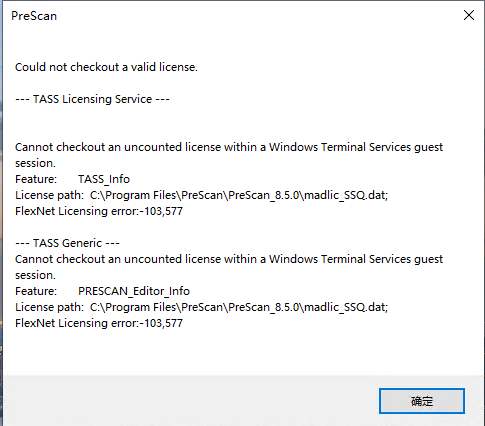 PreScan
Could not checkout a valid license.
--- TASS Licensing Service ---
Cannot checkout an uncounted license within a Windows Terminal Services guest
session.
Feature: TASS_Info
License path: C:\Program Files\PreScan\PreScan_8.5.0\madlic_SSQ.dat;
FlexNet Licensing error:-103,577
--- TASS Generic ---
Cannot checkout an uncounted license within a Windows Terminal Services guest
session.
Feature: PRESCAN_Editor_Info
License path: C:\Program Files\PreScan\PreScan_8.5.0\madlic_SSQ.dat;
FlexNet Licensing error:-103,577
确定